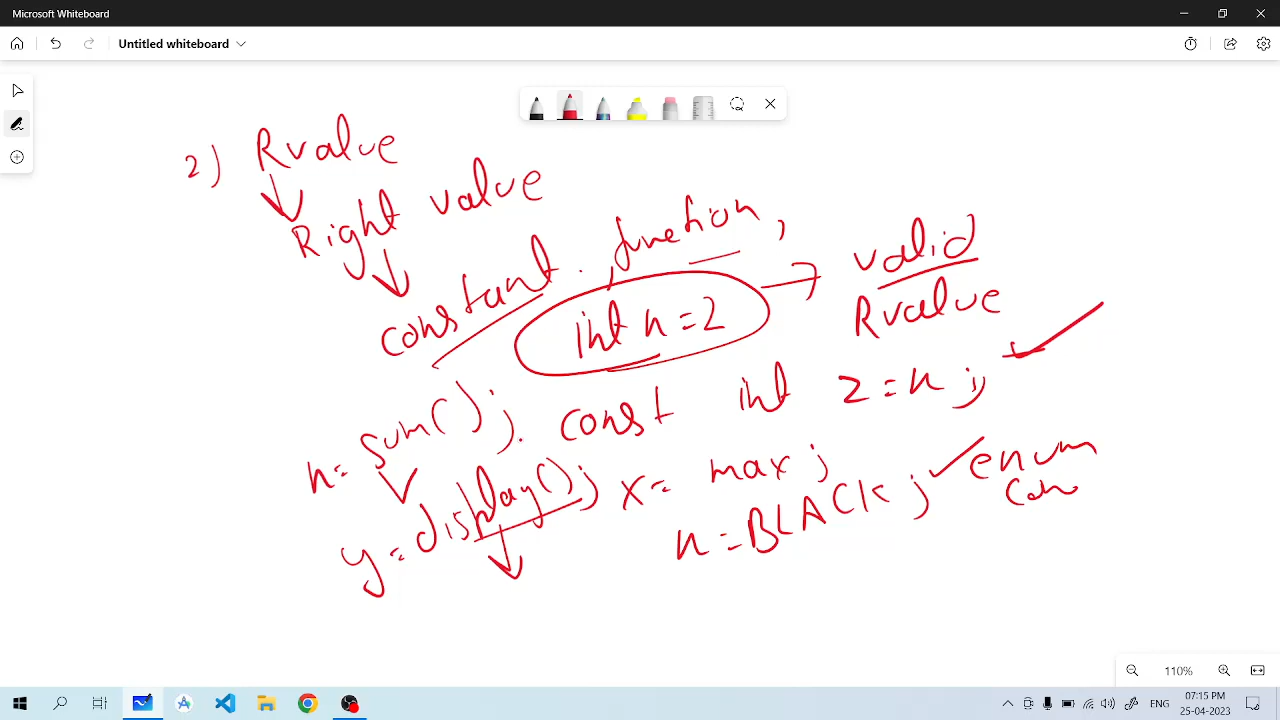 Microsoft Whiteboard
Untitled whiteboard
2) Rvalue
Right value
constant, function,
int n = 2
valid
Rvalue
n = sum();
const int z = n;
y = display();
x = max;
n = BLACK;
enum
110%
ENG
07:15 PM
25-04-2023